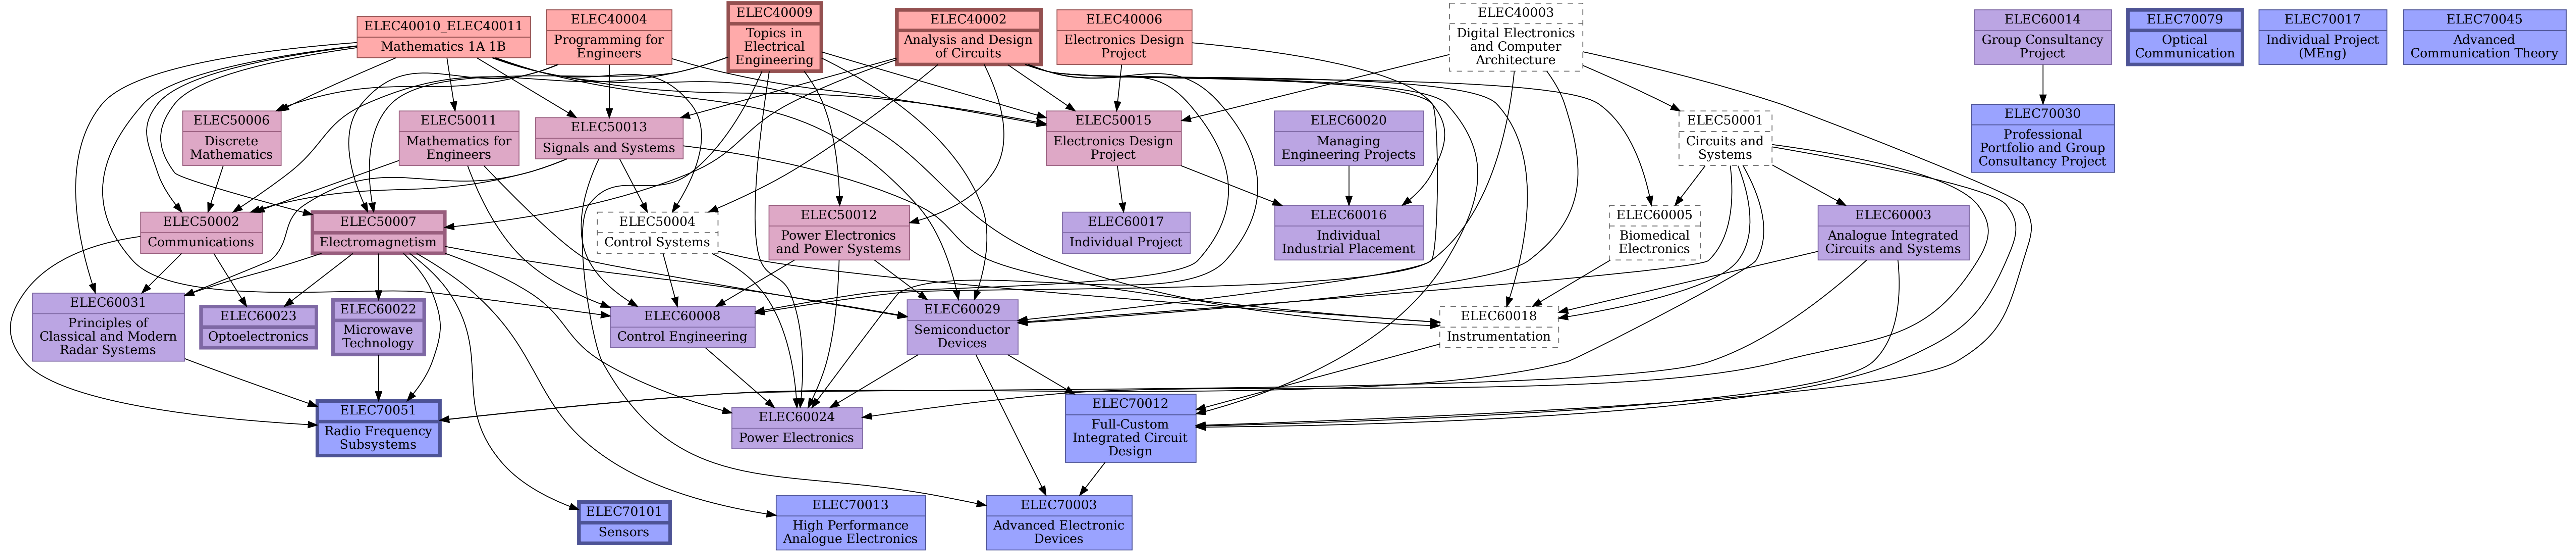 ELEC40010_ELEC40011
Mathematics 1A 1B
ELEC40004
Programming for
Engineers
ELEC40009
Topics in
Electrical
Engineering
ELEC40002
Analysis and Design
of Circuits
ELEC40006
Electronics Design
Project
ELEC40003
Digital Electronics
and Computer
Architecture
ELEC60014
Group Consultancy
Project
ELEC70079
Optical
Communication
ELEC70017
Individual Project
(MEng)
ELEC70045
Advanced
Communication Theory
ELEC50006
Discrete
Mathematics
ELEC50011
Mathematics for
Engineers
ELEC50013
Signals and Systems
ELEC50015
Electronics Design
Project
ELEC60020
Managing
Engineering Projects
ELEC50001
Circuits and
Systems
ELEC70030
Professional
Portfolio and Group
Consultancy Project
ELEC50002
Communications
ELEC50007
Electromagnetism
ELEC50004
Control Systems
ELEC50012
Power Electronics
and Power Systems
ELEC60017
Individual Project
ELEC60016
Individual
Industrial Placement
ELEC60005
Biomedical
Electronics
ELEC60003
Analogue Integrated
Circuits and Systems
ELEC60031
Principles of
Classical and Modern
Radar Systems
ELEC60023
Optoelectronics
ELEC60022
Microwave
Technology
ELEC60008
Control Engineering
ELEC60029
Semiconductor
Devices
ELEC60018
Instrumentation
ELEC70051
Radio Frequency
Subsystems
ELEC60024
Power Electronics
ELEC70012
Full-Custom
Integrated Circuit
Design
ELEC70101
Sensors
ELEC70013
High Performance
Analogue Electronics
ELEC70003
Advanced Electronic
Devices